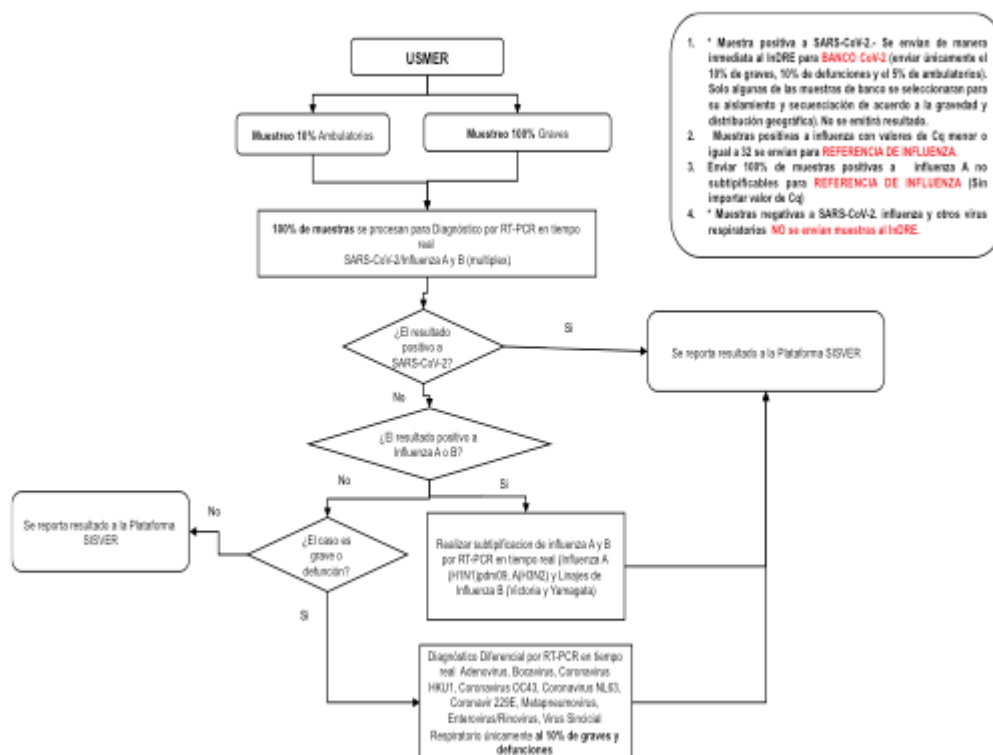 USMER
Muestreo 10% Ambulatorios
Muestreo 100% Graves
100% de muestras se procesan para Diagnóstico por RT-PCR en tiempo
real
SARS-CoV-2/Influenza A y B (multiplex)
¿El resultado
positivo a
SARS-CoV-2?
Si
Se reporta resultado a la Plataforma SISVER
No
¿El resultado positivo a
Influenza A o B?
No
Si
Se reporta resultado a la Plataforma
SISVER
No
¿El caso es
grave o
defunción?
Si
Realizar subtipificacion de influenza A y B
por RT-PCR en tiempo real (Influenza A
(H1N1)pdm09, A(H3N2) y Linajes de
Influenza B (Victoria y Yamagata)
Diagnóstico Diferencial por RT-PCR en tiempo
real Adenovirus, Bocavirus, Coronavirus
HKU1, Coronavirus OC43, Coronavirus NL63,
Coronavir 229E, Metapneumovirus,
Enterovirus/Rinovirus, Virus Sincicial
Respiratorio únicamente al 10% de graves y
defunciones
1. * Muestra positiva a SARS-CoV-2.- Se envían de manera
inmediata al InDRE para BANCO CoV-2 (enviar únicamente el
10% de graves, 10% de defunciones y el 5% de ambulatorios).
Solo algunas de las muestras de banco se seleccionaran para
su aislamiento y secuenciación de acuerdo a la gravedad y
distribución geográfica). No se emitirá resultado.
2. Muestras positivas a influenza con valores de Cq menor o
igual a 32 se envian para REFERENCIA DE INFLUENZA.
3. Enviar 100% de muestras positivas a influenza A no
subtipificables para REFERENCIA DE INFLUENZA (Sin
importar valor de Cq)
4. * Muestras negativas a SARS-CoV-2. influenza y otros virus
respiratorios NO se envian muestras al InDRE.